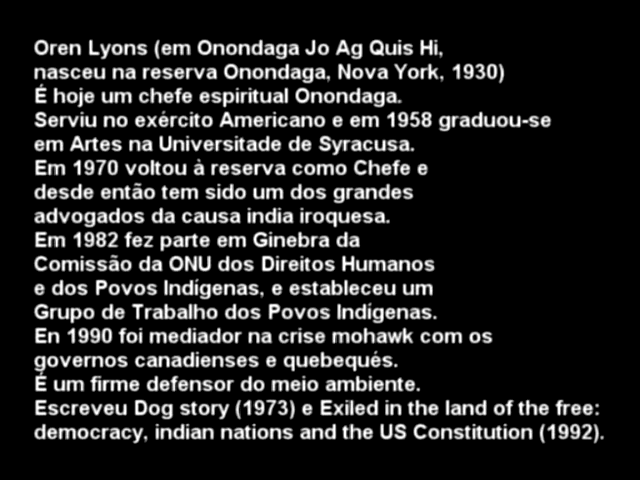 Oren Lyons (em Onondaga Jo Ag Quis Hi,
nasceu na reserva Onondaga, Nova York, 1930)
É hoje um chefe espiritual Onondaga.
Serviu no exército Americano e em 1958 graduou-se
em Artes na Universitade de Syracusa.
Em 1970 voltou à reserva como Chefe e
desde então tem sido um dos grandes
advogados da causa india iroquesa.
Em 1982 fez parte em Ginebra da
Comissão da ONU dos Direitos Humanos
e dos Povos Indígenas, e estableceu um
Grupo de Trabalho dos Povos Indígenas.
En 1990 foi mediador na crise mohawk com os
governos canadienses e quebequés.
É um firme defensor do meio ambiente.
Escreveu Dog story (1973) e Exiled in the land of the free:
democracy, indian nations and the US Constitution (1992).